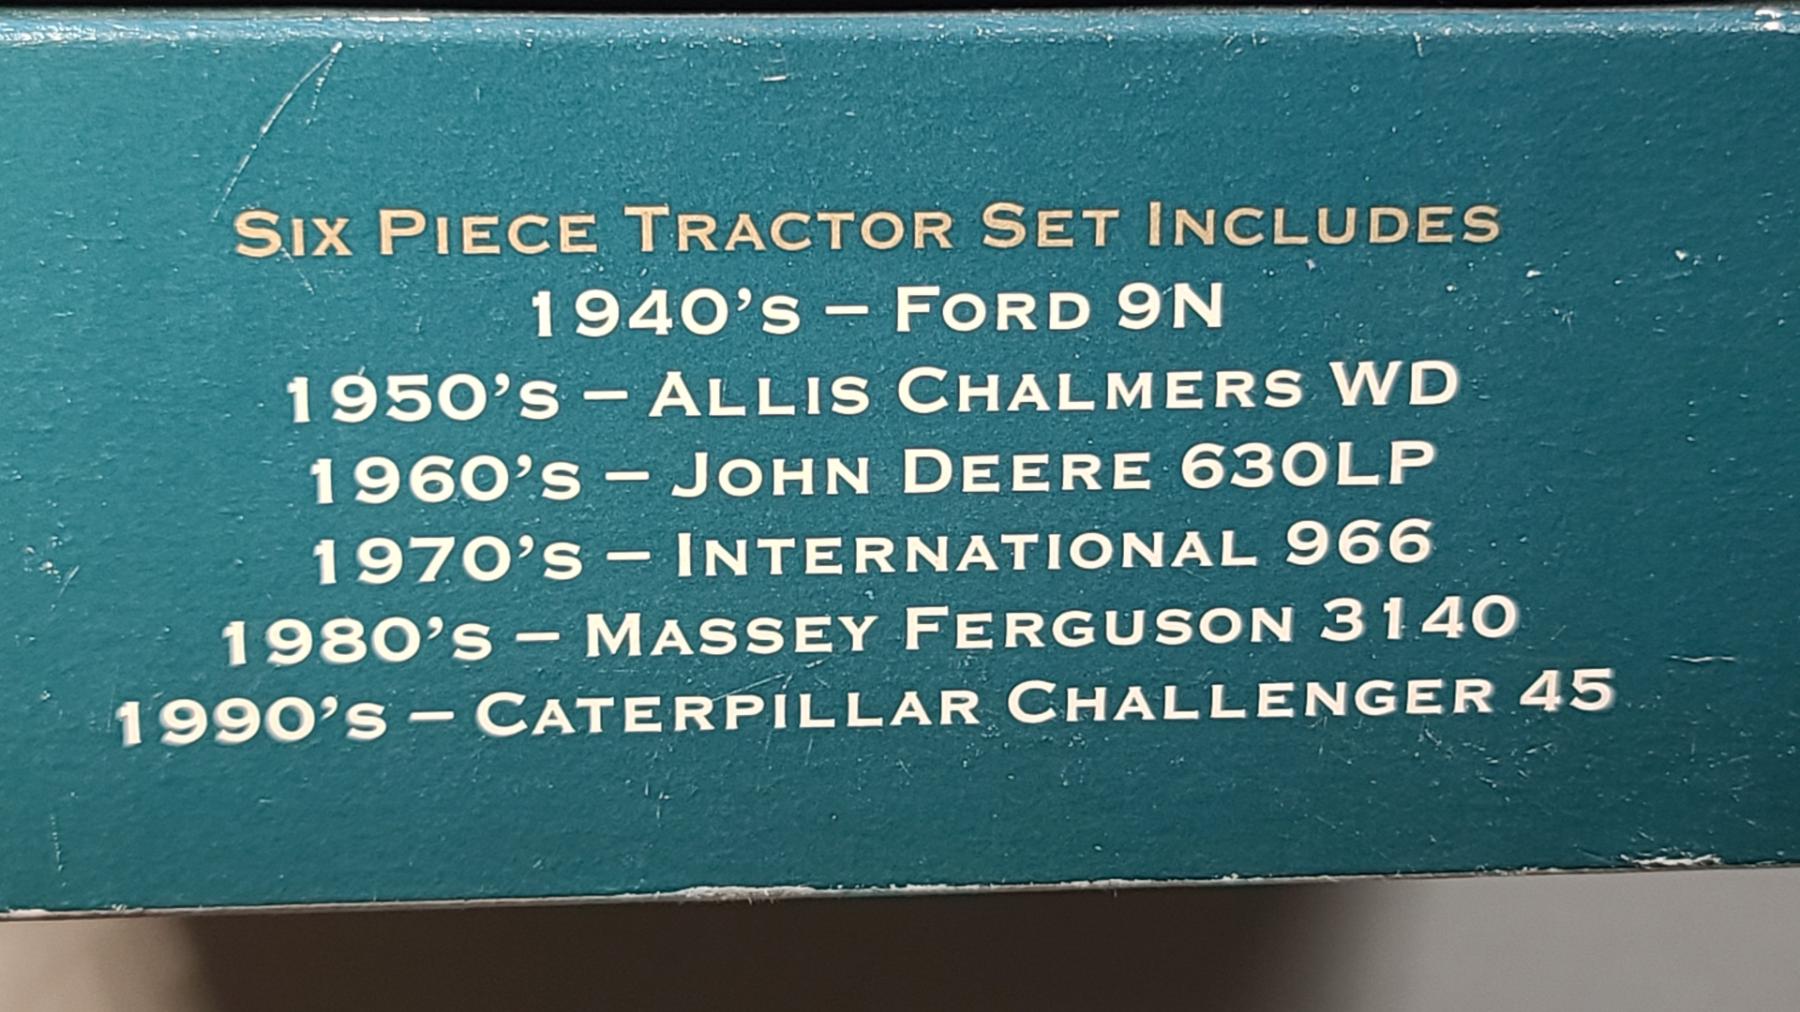 Six Piece Tractor Set Includes
1940's – Ford 9N
1950's – Allis Chalmers WD
1960's – John Deere 630LP
1970's – International 966
1980's – Massey Ferguson 3140
1990's – Caterpillar Challenger 45